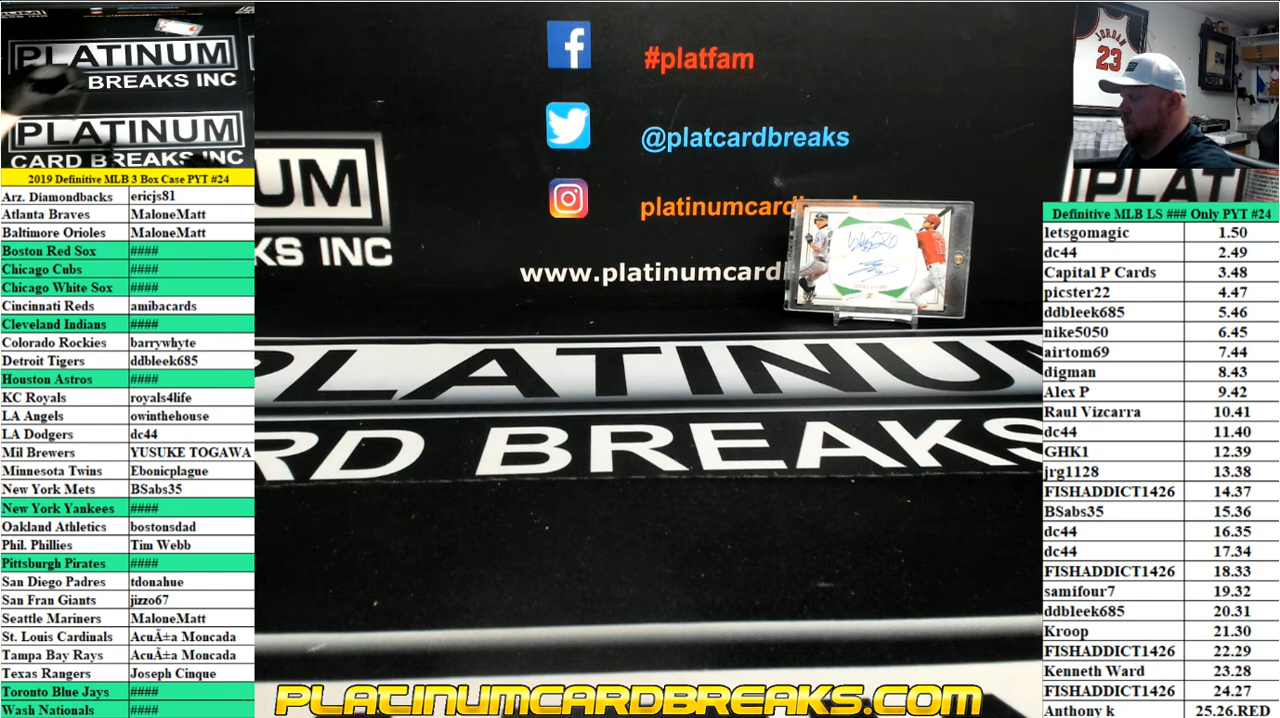 PLATINUM
BREAKS INC
PLATINUM
CARD BREAKS INC
2019 Definitive MLB 3 Box Case PYT #24
Arz. Diamondbacks ericjs81
Atlanta Braves MaloneMatt
Baltimore Orioles MaloneMatt
Boston Red Sox ####
Chicago Cubs ####
Chicago White Sox ####
Cincinnati Reds amibacards
Cleveland Indians ####
Colorado Rockies barrywhyte
Detroit Tigers ddbleek685
Houston Astros ####
KC Royals royals4life
LA Angels owinthehouse
LA Dodgers dc44
Mil Brewers YUSUKE TOGAWA
Minnesota Twins Ebonicplague
New York Mets BSabs35
New York Yankees ####
Oakland Athletics bostonsdad
Phil. Phillies Tim Webb
Pittsburgh Pirates ####
San Diego Padres tdonahue
San Fran Giants jizzo67
Seattle Mariners MaloneMatt
St. Louis Cardinals AcuÃ±a Moncada
Tampa Bay Rays AcuÃ±a Moncada
Texas Rangers Joseph Cinque
Toronto Blue Jays ####
Wash Nationals ####
#platfam
@platcardbreaks
platinumcard
www.platinumcard
UM
KS INC
PLATINUM
RD BREAKS
PLATINUMCARDBREAKS.COM
JORDAN
23
PLAT
Definitive MLB LS ### Only PYT #24
letsgomagic 1.50
dc44 2.49
Capital P Cards 3.48
picster22 4.47
ddbleek685 5.46
nike5050 6.45
airtom69 7.44
digman 8.43
Alex P 9.42
Raul Vizcarra 10.41
dc44 11.40
GHK1 12.39
jrg1128 13.38
FISHADDICT1426 14.37
BSabs35 15.36
dc44 16.35
dc44 17.34
FISHADDICT1426 18.33
samifour7 19.32
ddbleek685 20.31
Kroop 21.30
FISHADDICT1426 22.29
Kenneth Ward 23.28
FISHADDICT1426 24.27
Anthony k 25.26.RED